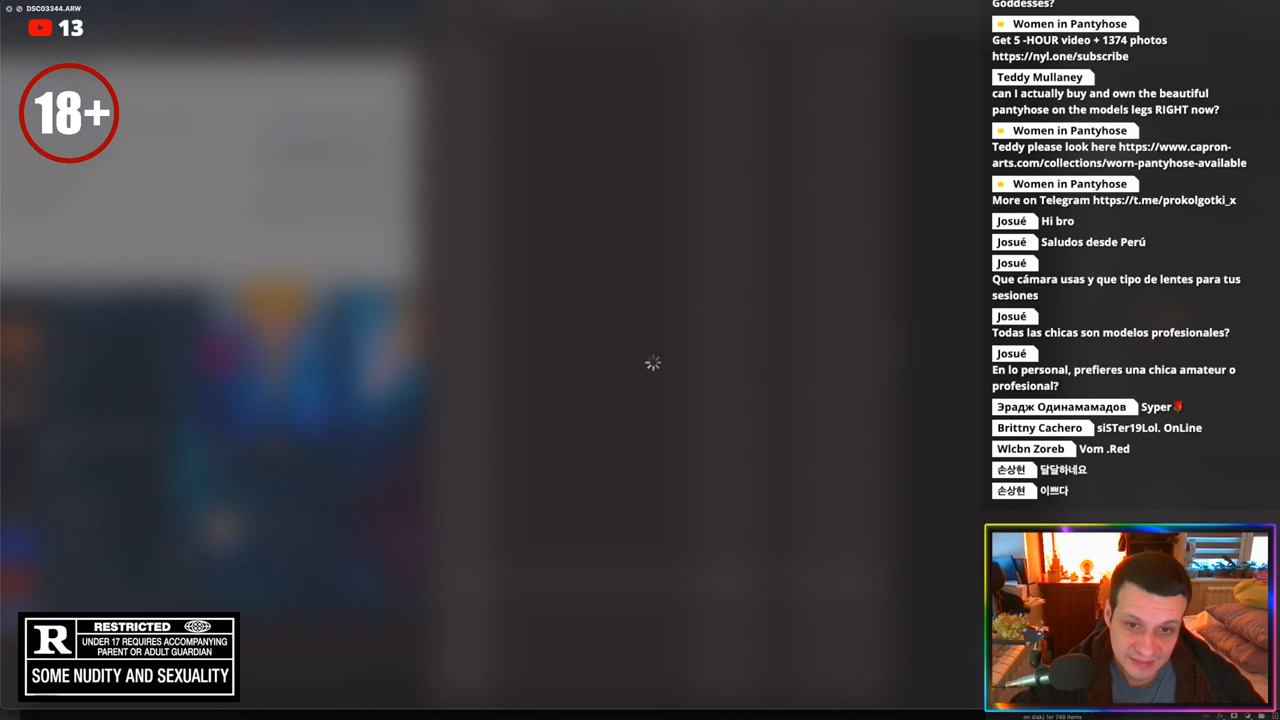 DSC03344.ARW
13
18+
R
RESTRICTED
UNDER 17 REQUIRES ACCOMPANYING
PARENT OR ADULT GUARDIAN
SOME NUDITY AND SEXUALITY
Goddesses?
Women in Pantyhose
Get 5 -HOUR video + 1374 photos
https://nyl.one/subscribe
Teddy Mullaney
can I actually buy and own the beautiful
pantyhose on the models legs RIGHT now?
Women in Pantyhose
Teddy please look here https://www.capron-
arts.com/collections/worn-pantyhose-available
Women in Pantyhose
More on Telegram https://t.me/prokolgotki_x
Josué Hi bro
Josué Saludos desde Perú
Josué
Que cámara usas y que tipo de lentes para tus
sesiones
Josué
Todas las chicas son modelos profesionales?
Josué
En lo personal, prefieres una chica amateur o
profesional?
Эрадж Одинамамадов Syper
Brittny Cachero siSTer19Lol. OnLine
Wlcbn Zoreb Vom .Red
손상현 달달하네요
손상현 이쁘다
on disk) for 748 items